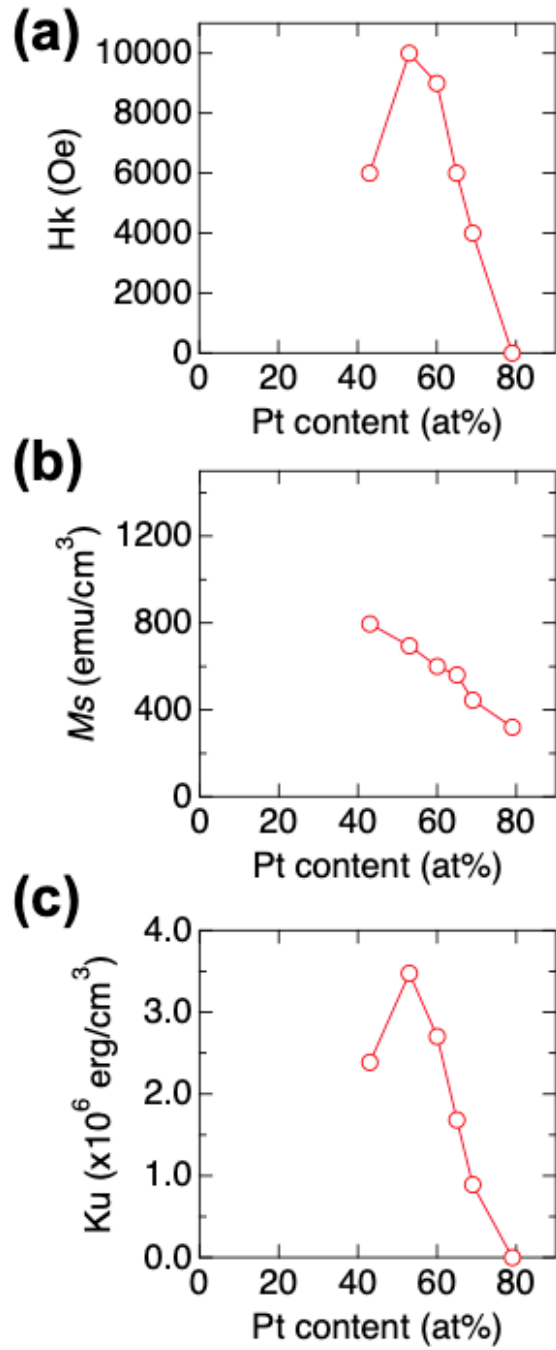 (a)
10000
8000
6000
4000
2000
0
Hk (Oe)
0 20 40 60 80
Pt content (at%)
(b)
1200
800
400
0
Ms (emu/cm³)
0 20 40 60 80
Pt content (at%)
(c)
4.0
3.0
2.0
1.0
0.0
Ku (x10⁶ erg/cm³)
0 20 40 60 80
Pt content (at%)